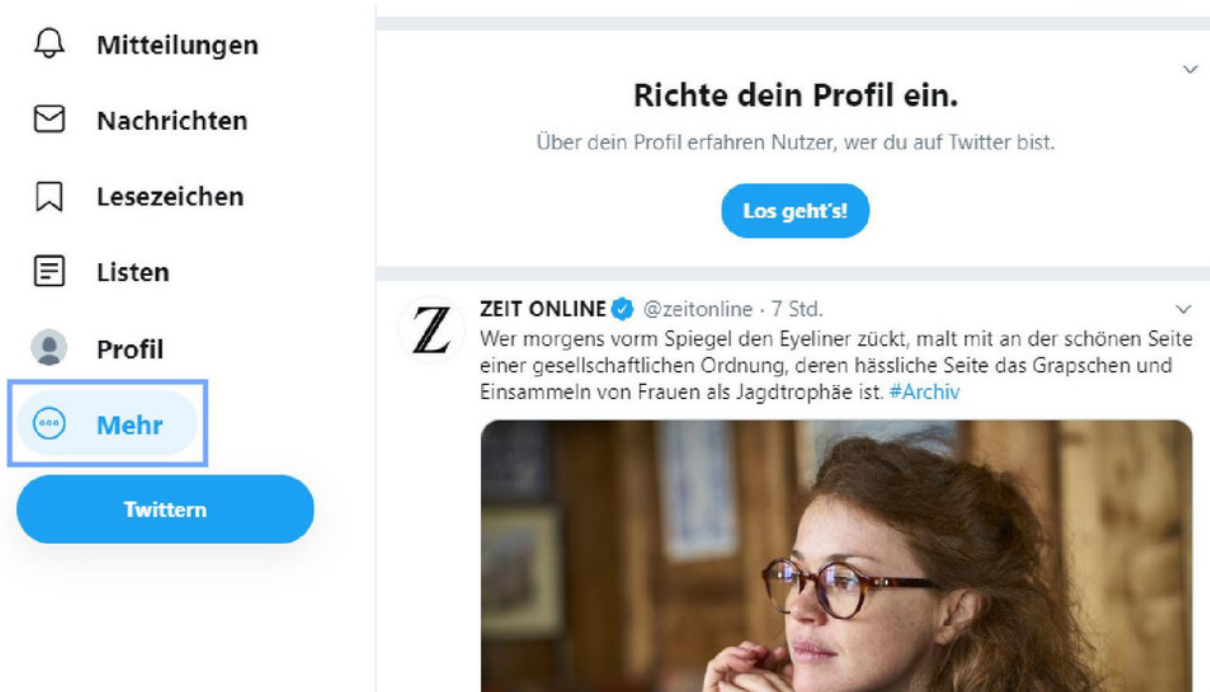 Mitteilungen
Nachrichten
Lesezeichen
Listen
Profil
Mehr
Twittern
Richte dein Profil ein.
Über dein Profil erfahren Nutzer, wer du auf Twitter bist.
Los geht's!
ZEIT ONLINE @zeitonline · 7 Std.
Wer morgens vorm Spiegel den Eyeliner zückt, malt mit an der schönen Seite
einer gesellschaftlichen Ordnung, deren hässliche Seite das Grapschen und
Einsammeln von Frauen als Jagdtrophäe ist. #Archiv
Z